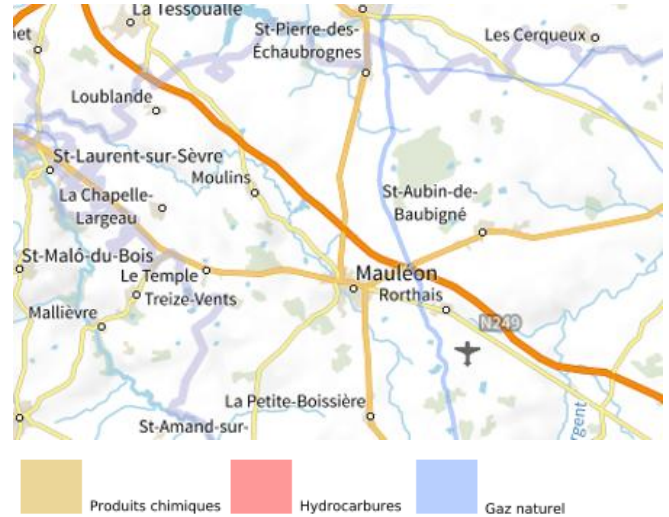 La Tessoualle
St-Pierre-des-
Échaubrognes
Les Cerqueux
net
Loublande
St-Laurent-sur-Sèvre
Moulins
La Chapelle-
Largeau
St-Aubin-de-
Baubigné
St-Malô-du-Bois
Le Temple
Mauléon
Treize-Vents
Rorthais
Mallièvre
N249
La Petite-Boissière
St-Amand-sur-
rgent
Produits chimiques
Hydrocarbures
Gaz naturel